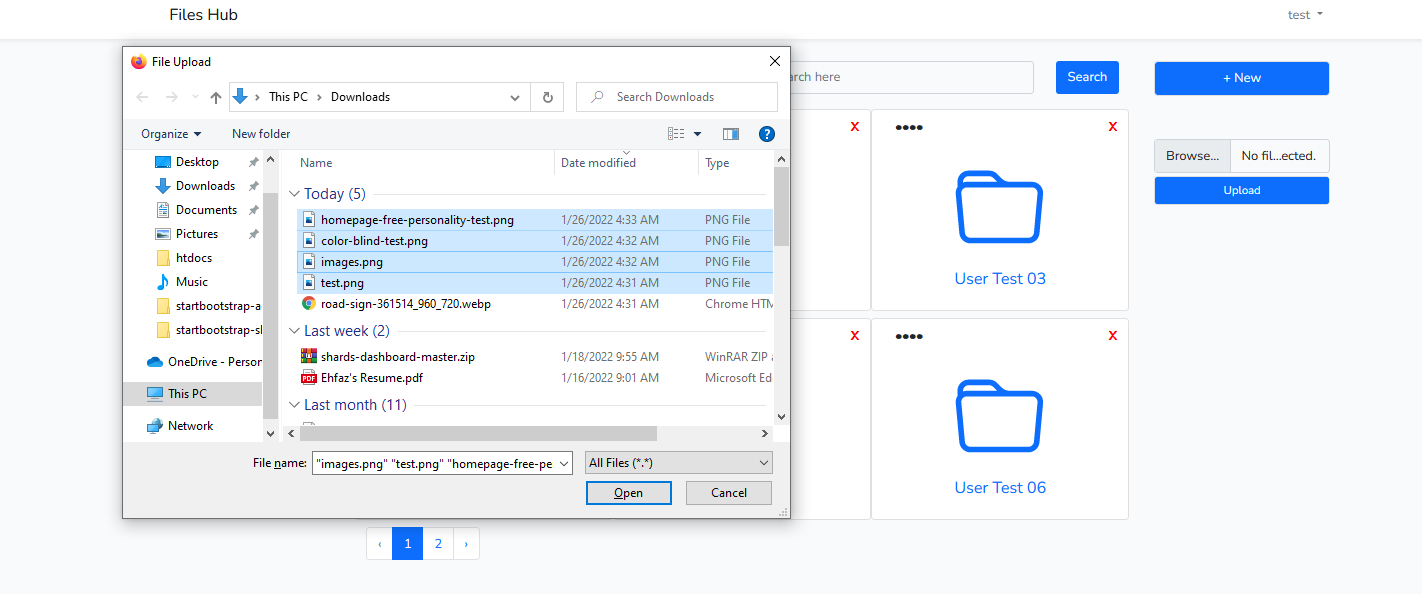 Files Hub
test
File Upload
This PC
Downloads
Search Downloads
arch here
Search
+ New
Organize
New folder
Name
Date modified
Type
X
X
Desktop
Downloads
Documents
Pictures
htdocs
Music
startbootstrap-a
startbootstrap-sl
OneDrive - Person
This PC
Network
Today (5)
homepage-free-personality-test.png 1/26/2022 4:33 AM PNG File
color-blind-test.png 1/26/2022 4:32 AM PNG File
images.png 1/26/2022 4:32 AM PNG File
test.png 1/26/2022 4:31 AM PNG File
road-sign-361514_960_720.webp 1/26/2022 4:31 AM Chrome HTM
Last week (2)
shards-dashboard-master.zip 1/18/2022 9:55 AM WinRAR ZIP a
Ehfaz's Resume.pdf 1/16/2022 9:01 AM Microsoft Ed
Last month (11)
File name:
"images.png" "test.png" "homepage-free-pe
All Files (*.*)
Open
Cancel
Browse...
No fil...ected.
Upload
User Test 03
X
X
User Test 06
‹ 1 2 ›